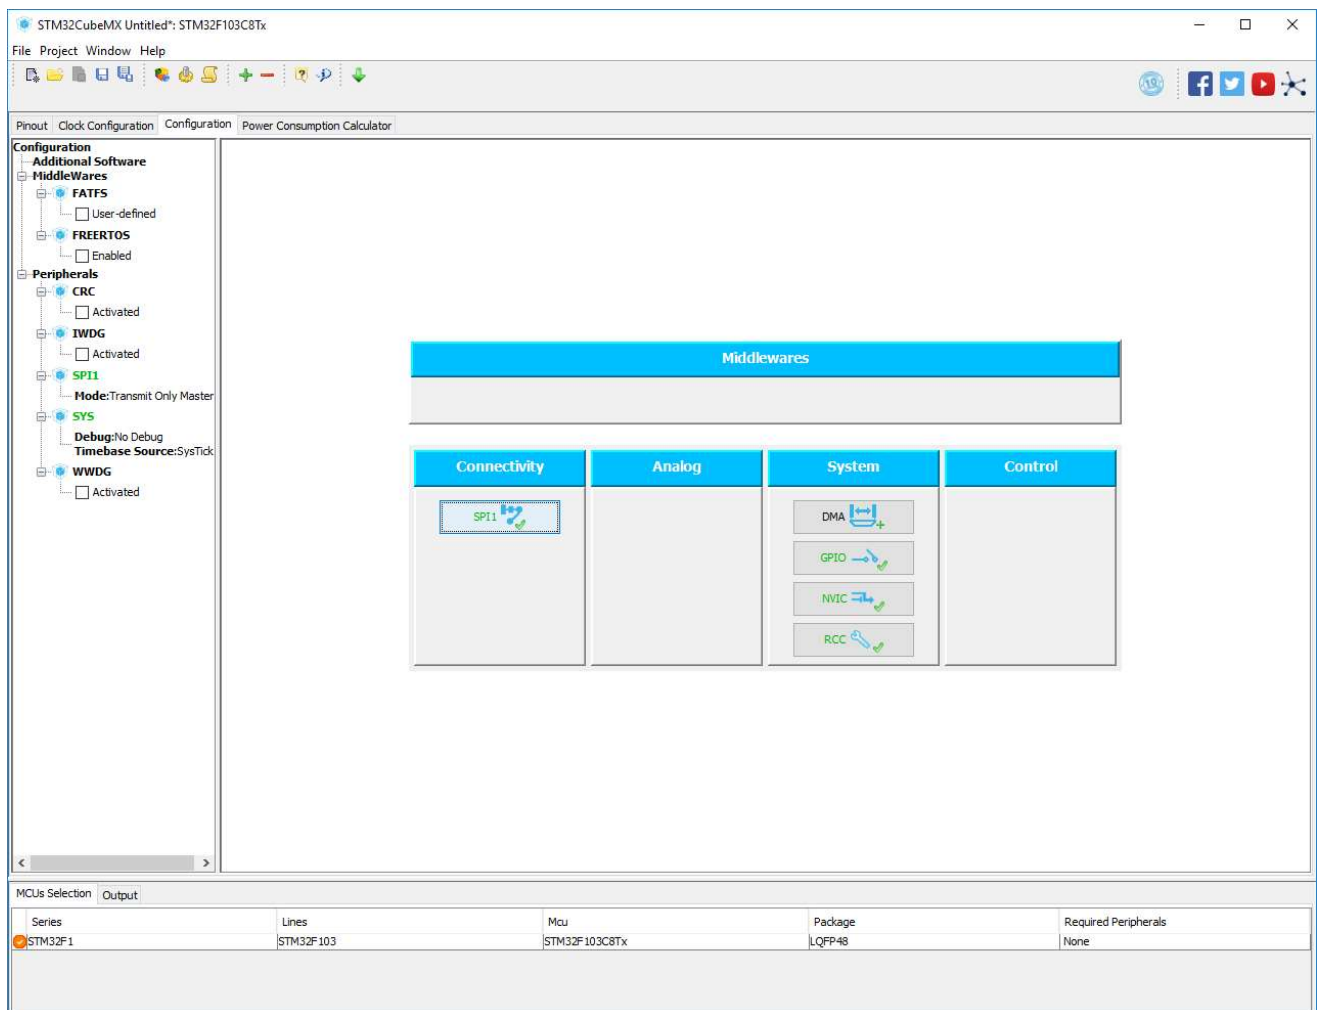 STM32CubeMX Untitled*: STM32F103C8Tx
File Project Window Help
19
Pinout Clock Configuration Configuration Power Consumption Calculator
Configuration
Additional Software
MiddleWares
FATFS
User-defined
FREERTOS
Enabled
Peripherals
CRC
Activated
IWDG
Activated
SPI1
Mode:Transmit Only Master
SYS
Debug:No Debug
Timebase Source:SysTick
WWDG
Activated
Middlewares
Connectivity Analog System Control
SPI1 DMA
GPIO
NVIC
RCC
MCUs Selection Output
Series Lines Mcu Package Required Peripherals
STM32F1 STM32F103 STM32F103C8Tx LQFP48 None